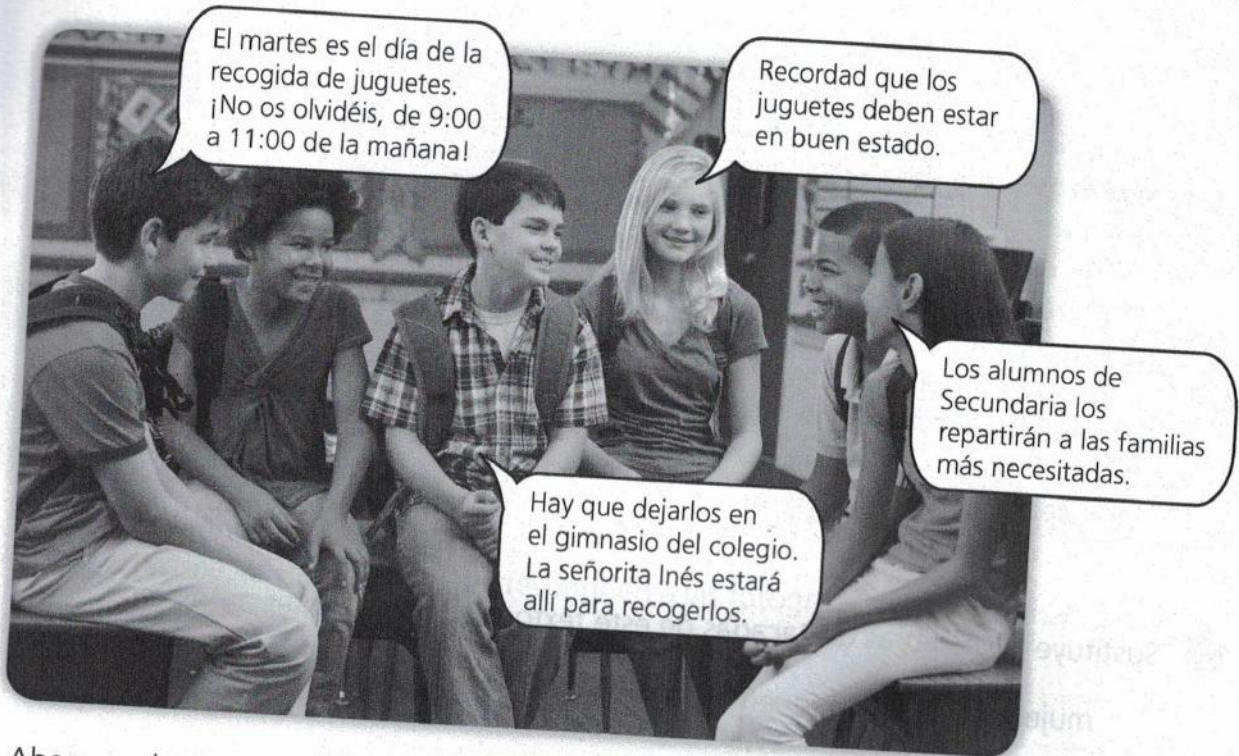 El martes es el día de la
recogida de juguetes.
¡No os olvidéis, de 9:00
a 11:00 de la mañana!
Recordad que los
juguetes deben estar
en buen estado.
Los alumnos de
Secundaria los
repartirán a las familias
más necesitadas.
Hay que dejarlos en
el gimnasio del colegio.
La señorita Inés estará
allí para recogerlos.